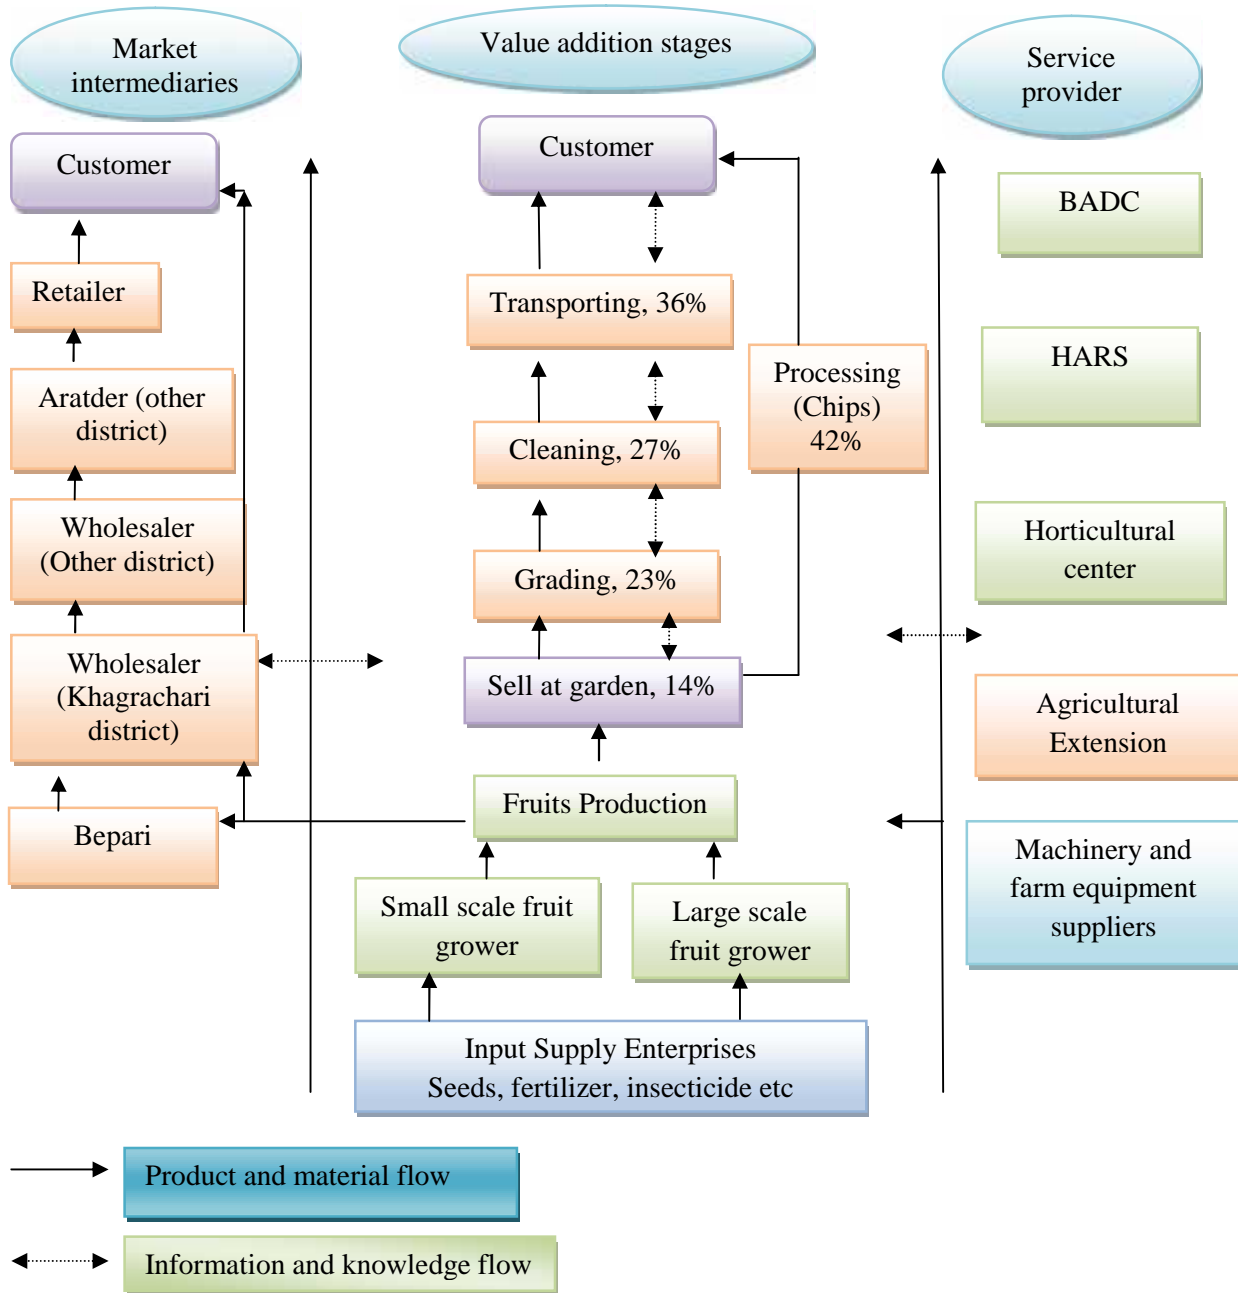 Market
intermediaries
Customer
Retailer
Aratder (other
district)
Wholesaler
(Other district)
Wholesaler
(Khagrachari
district)
Bepari
Value addition stages
Customer
Transporting, 36%
Cleaning, 27%
Grading, 23%
Sell at garden, 14%
Processing
(Chips)
42%
Fruits Production
Small scale fruit
grower
Large scale
fruit grower
Input Supply Enterprises
Seeds, fertilizer, insecticide etc
Service
provider
BADC
HARS
Horticultural
center
Agricultural
Extension
Machinery and
farm equipment
suppliers
Product and material flow
Information and knowledge flow